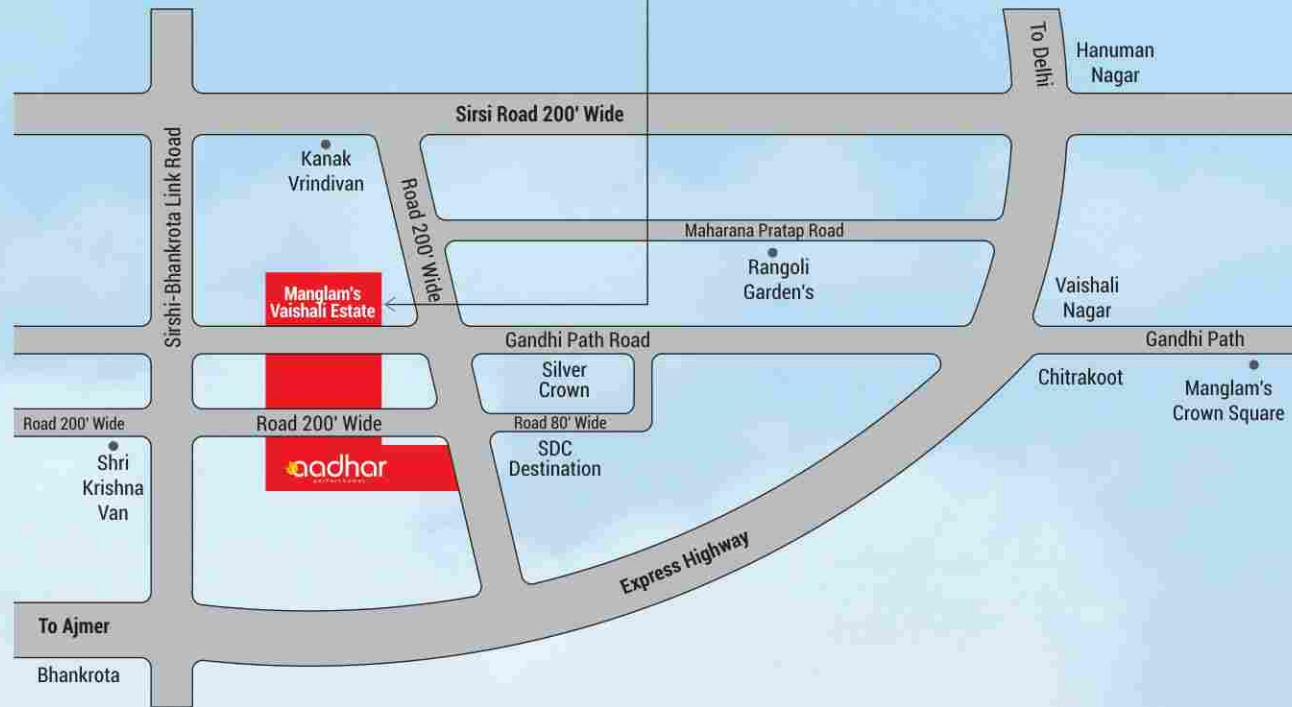 To Delhi
Hanuman
Nagar
Sirsi Road 200' Wide
Sirshi-Bhankrota Link Road
Kanak
Vrindivan
Road 200' Wide
Maharana Pratap Road
Rangoli
Garden's
Manglam's
Vaishali Estate
Vaishali
Nagar
Gandhi Path Road
Gandhi Path
Silver
Crown
Chitrakoot
Manglam's
Crown Square
Road 200' Wide
Road 200' Wide
Road 80' Wide
Shri
Krishna
Van
aadhar
perfect homes
SDC
Destination
Express Highway
To Ajmer
Bhankrota